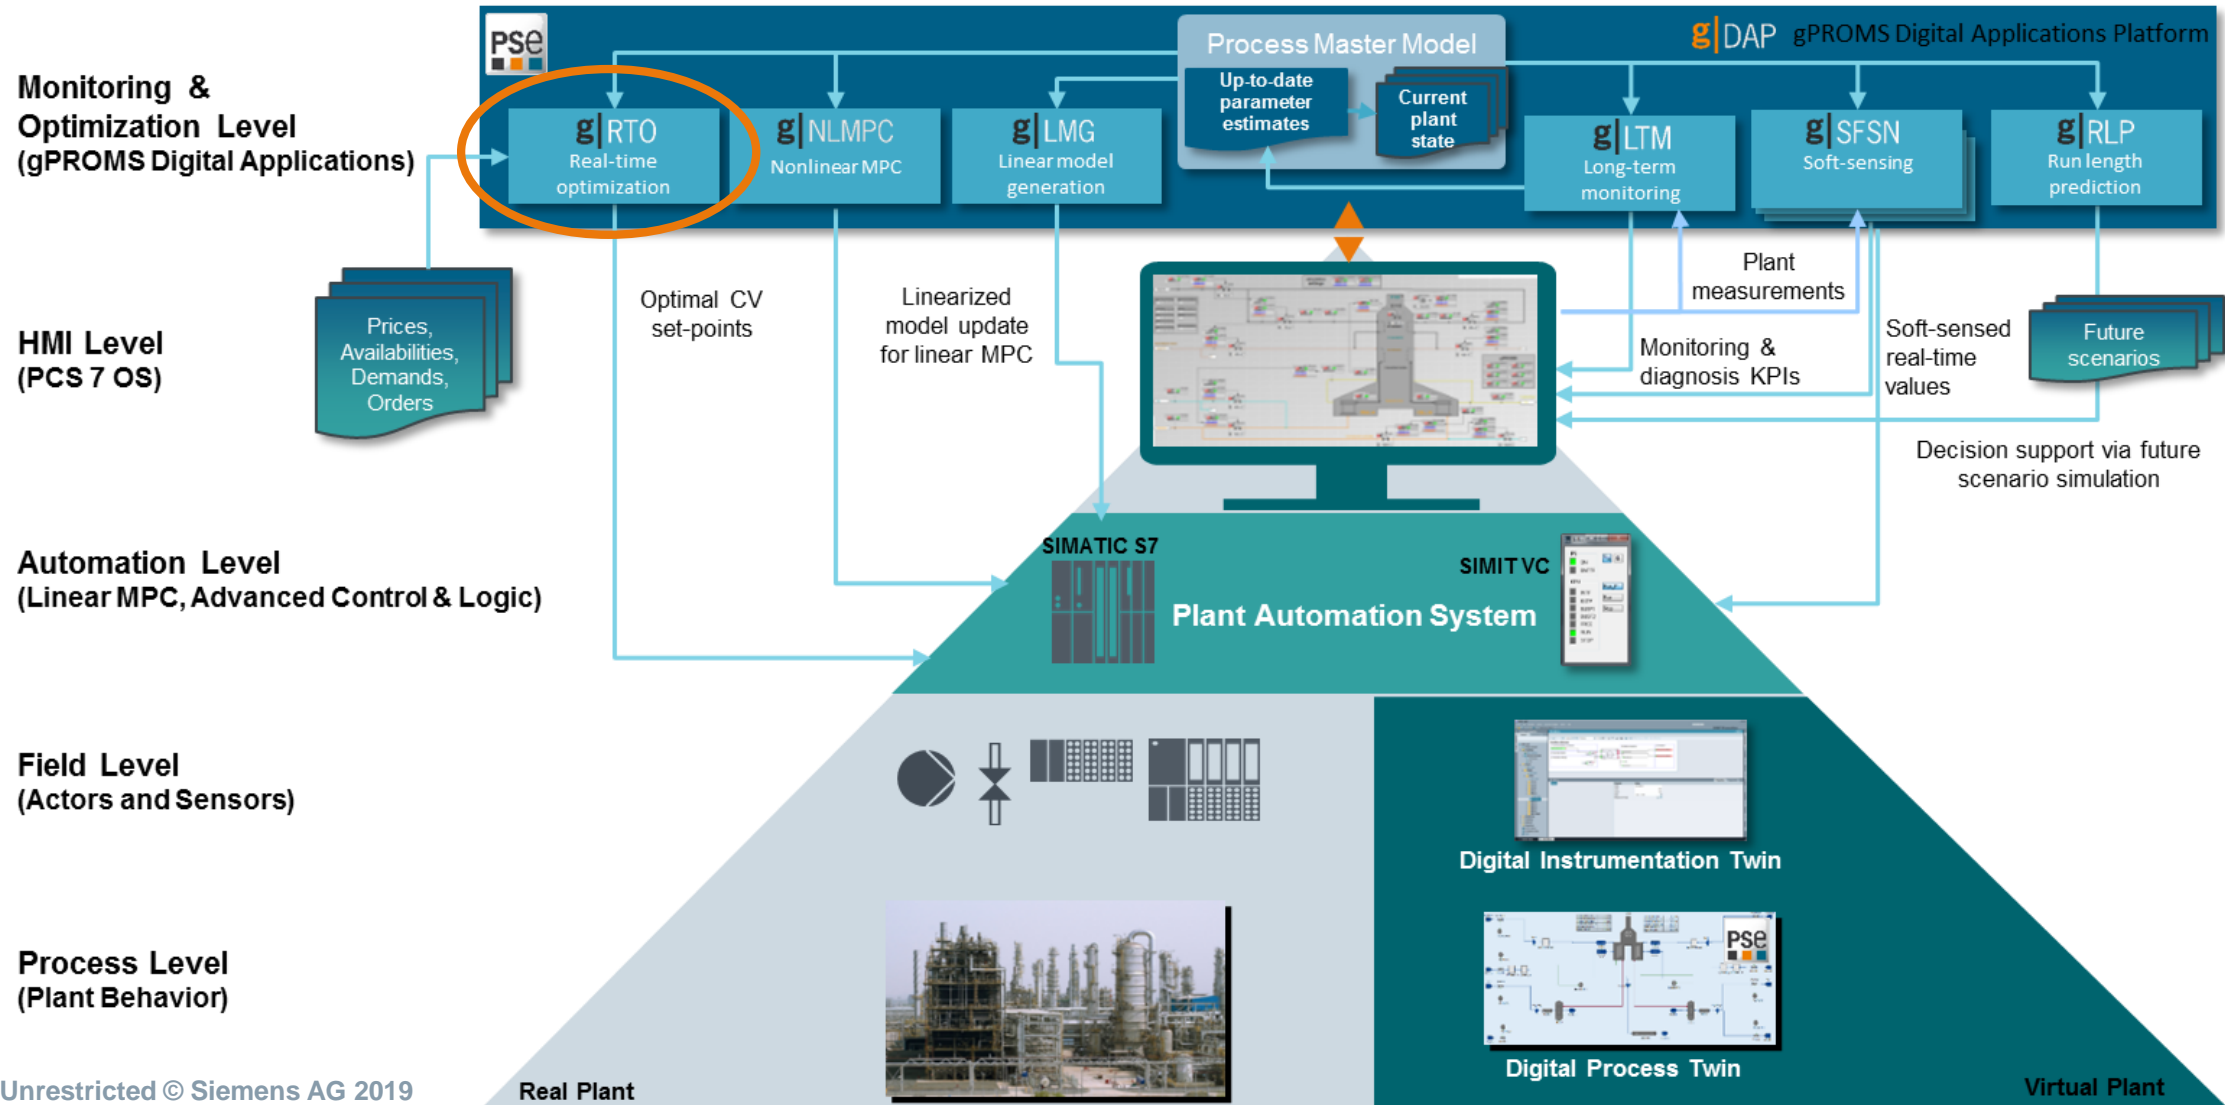 PSe
Process Master Model
g|DAP gPROMS Digital Applications Platform
Monitoring &
Optimization Level
(gPROMS Digital Applications)
Up-to-date
parameter
estimates
Current
plant
state
g|RTO
Real-time
optimization
g|NLMPC
Nonlinear MPC
g|LMG
Linear model
generation
g|LTM
Long-term
monitoring
g|SFSN
Soft-sensing
g|RLP
Run length
prediction
HMI Level
(PCS 7 OS)
Prices,
Availabilities,
Demands,
Orders
Optimal CV
set-points
Linearized
model update
for linear MPC
Plant
measurements
Monitoring &
diagnosis KPIs
Soft-sensed
real-time
values
Future
scenarios
Decision support via future
scenario simulation
Automation Level
(Linear MPC, Advanced Control & Logic)
SIMATIC S7
SIMIT VC
Plant Automation System
Field Level
(Actors and Sensors)
Digital Instrumentation Twin
Process Level
(Plant Behavior)
PSe
Digital Process Twin
Unrestricted © Siemens AG 2019
Real Plant
Virtual Plant